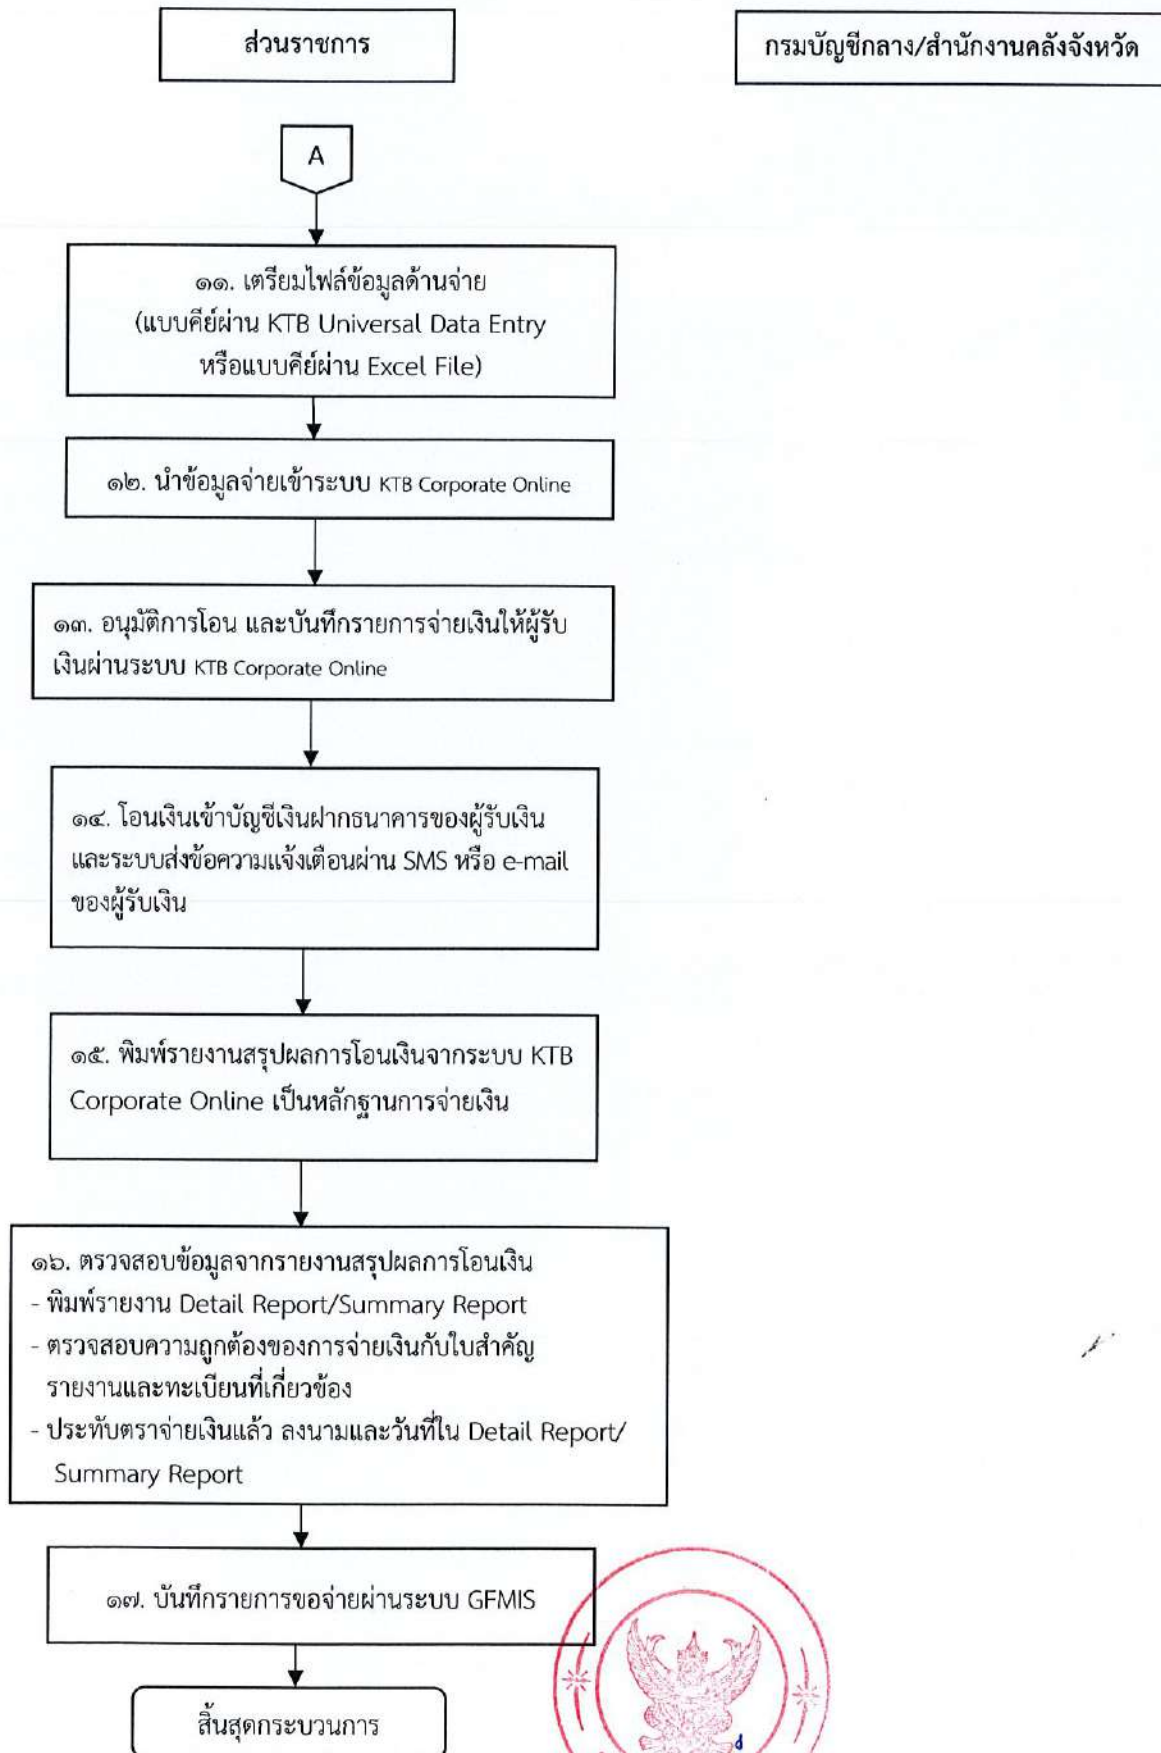 ส่วนราชการ
กรมบัญชีกลาง/สำนักงานคลังจังหวัด
A
๑๑. เตรียมไฟล์ข้อมูลด้านจ่าย
(แบบคีย์ผ่าน KTB Universal Data Entry
หรือแบบคีย์ผ่าน Excel File)
๑๒. นำข้อมูลจ่ายเข้าระบบ KTB Corporate Online
๑๓. อนุมัติการโอน และบันทึกรายการจ่ายเงินให้ผู้รับ
เงินผ่านระบบ KTB Corporate Online
๑๔. โอนเงินเข้าบัญชีเงินฝากธนาคารของผู้รับเงิน
และระบบส่งข้อความแจ้งเตือนผ่าน SMS หรือ e-mail
ของผู้รับเงิน
๑๕. พิมพ์รายงานสรุปผลการโอนเงินจากระบบ KTB
Corporate Online เป็นหลักฐานการจ่ายเงิน
๑๖. ตรวจสอบข้อมูลจากรายงานสรุปผลการโอนเงิน
- พิมพ์รายงาน Detail Report/Summary Report
- ตรวจสอบความถูกต้องของการจ่ายเงินกับใบสำคัญ
รายงานและทะเบียนที่เกี่ยวข้อง
- ประทับตราจ่ายเงินแล้ว ลงนามและวันที่ใน Detail Report/
Summary Report
๑๗. บันทึกรายการขอจ่ายผ่านระบบ GFMIS
สิ้นสุดกระบวนการ